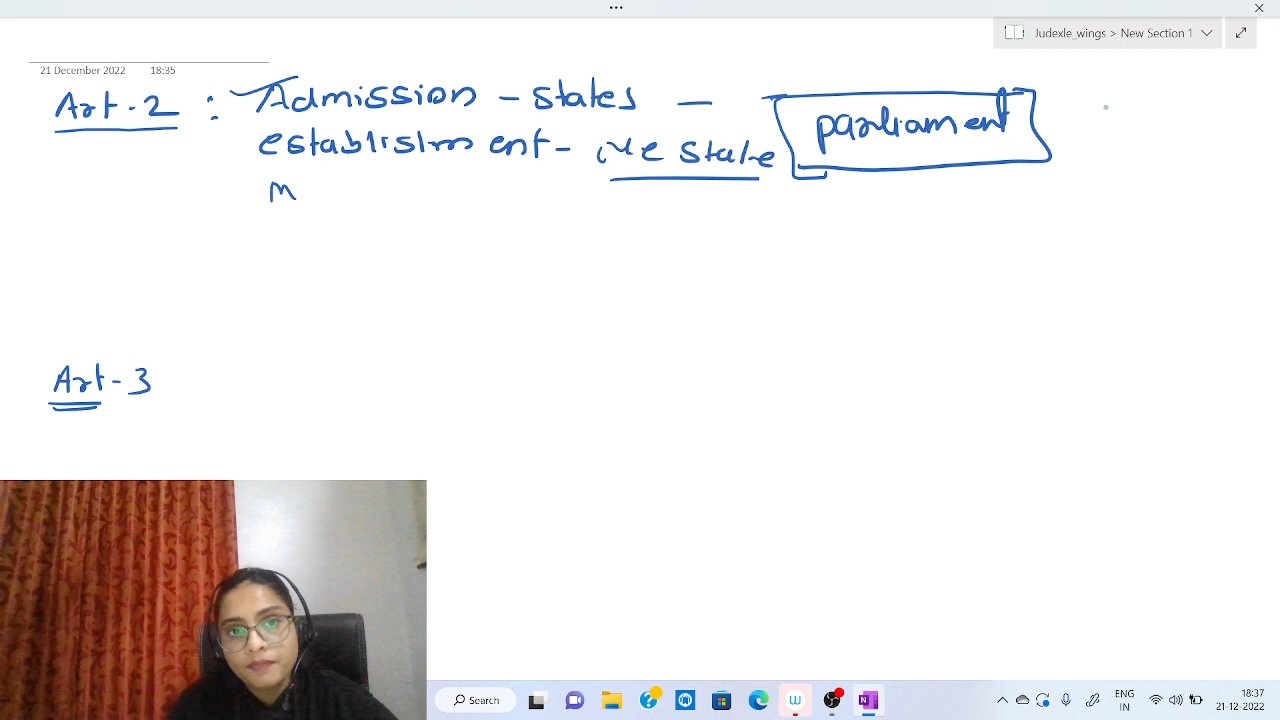 Judexle_wings > New Section 1
21 December 2022 18:35
Art-2 : Admission - states - parliament
establishment - state
M
Art-3
Search
ENG
IN
18:37
21-12-2022